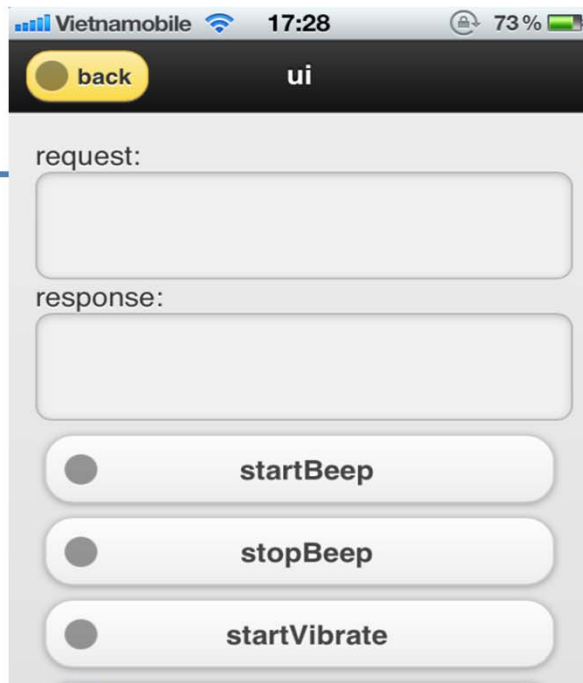 Vietnamobile 17:28 73%
back ui
request:
response:
startBeep
stopBeep
startVibrate